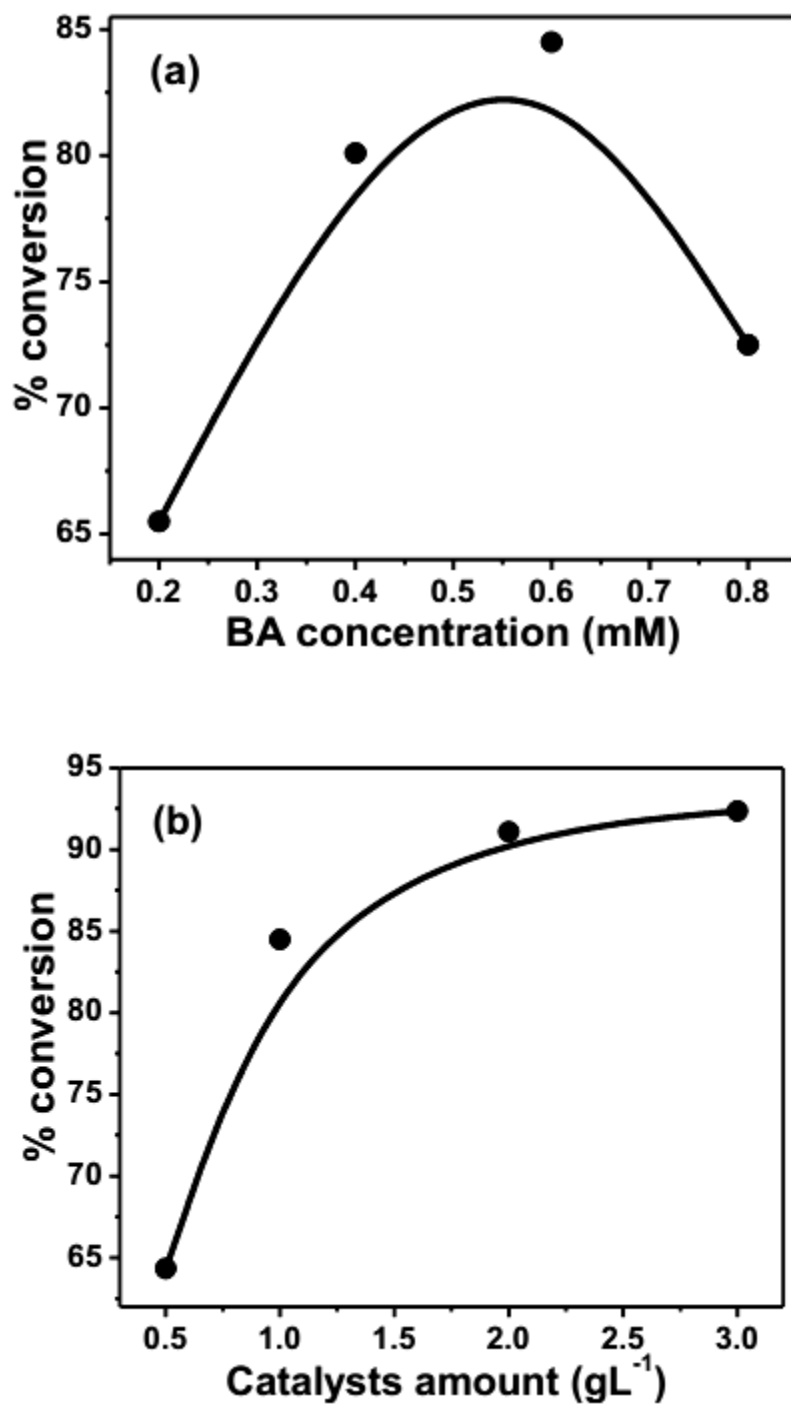 (a)
85
80
75
70
65
% conversion
0.2 0.3 0.4 0.5 0.6 0.7 0.8
BA concentration (mM)
(b)
95
90
85
80
75
70
65
% conversion
0.5 1.0 1.5 2.0 2.5 3.0
Catalysts amount (gL⁻¹)